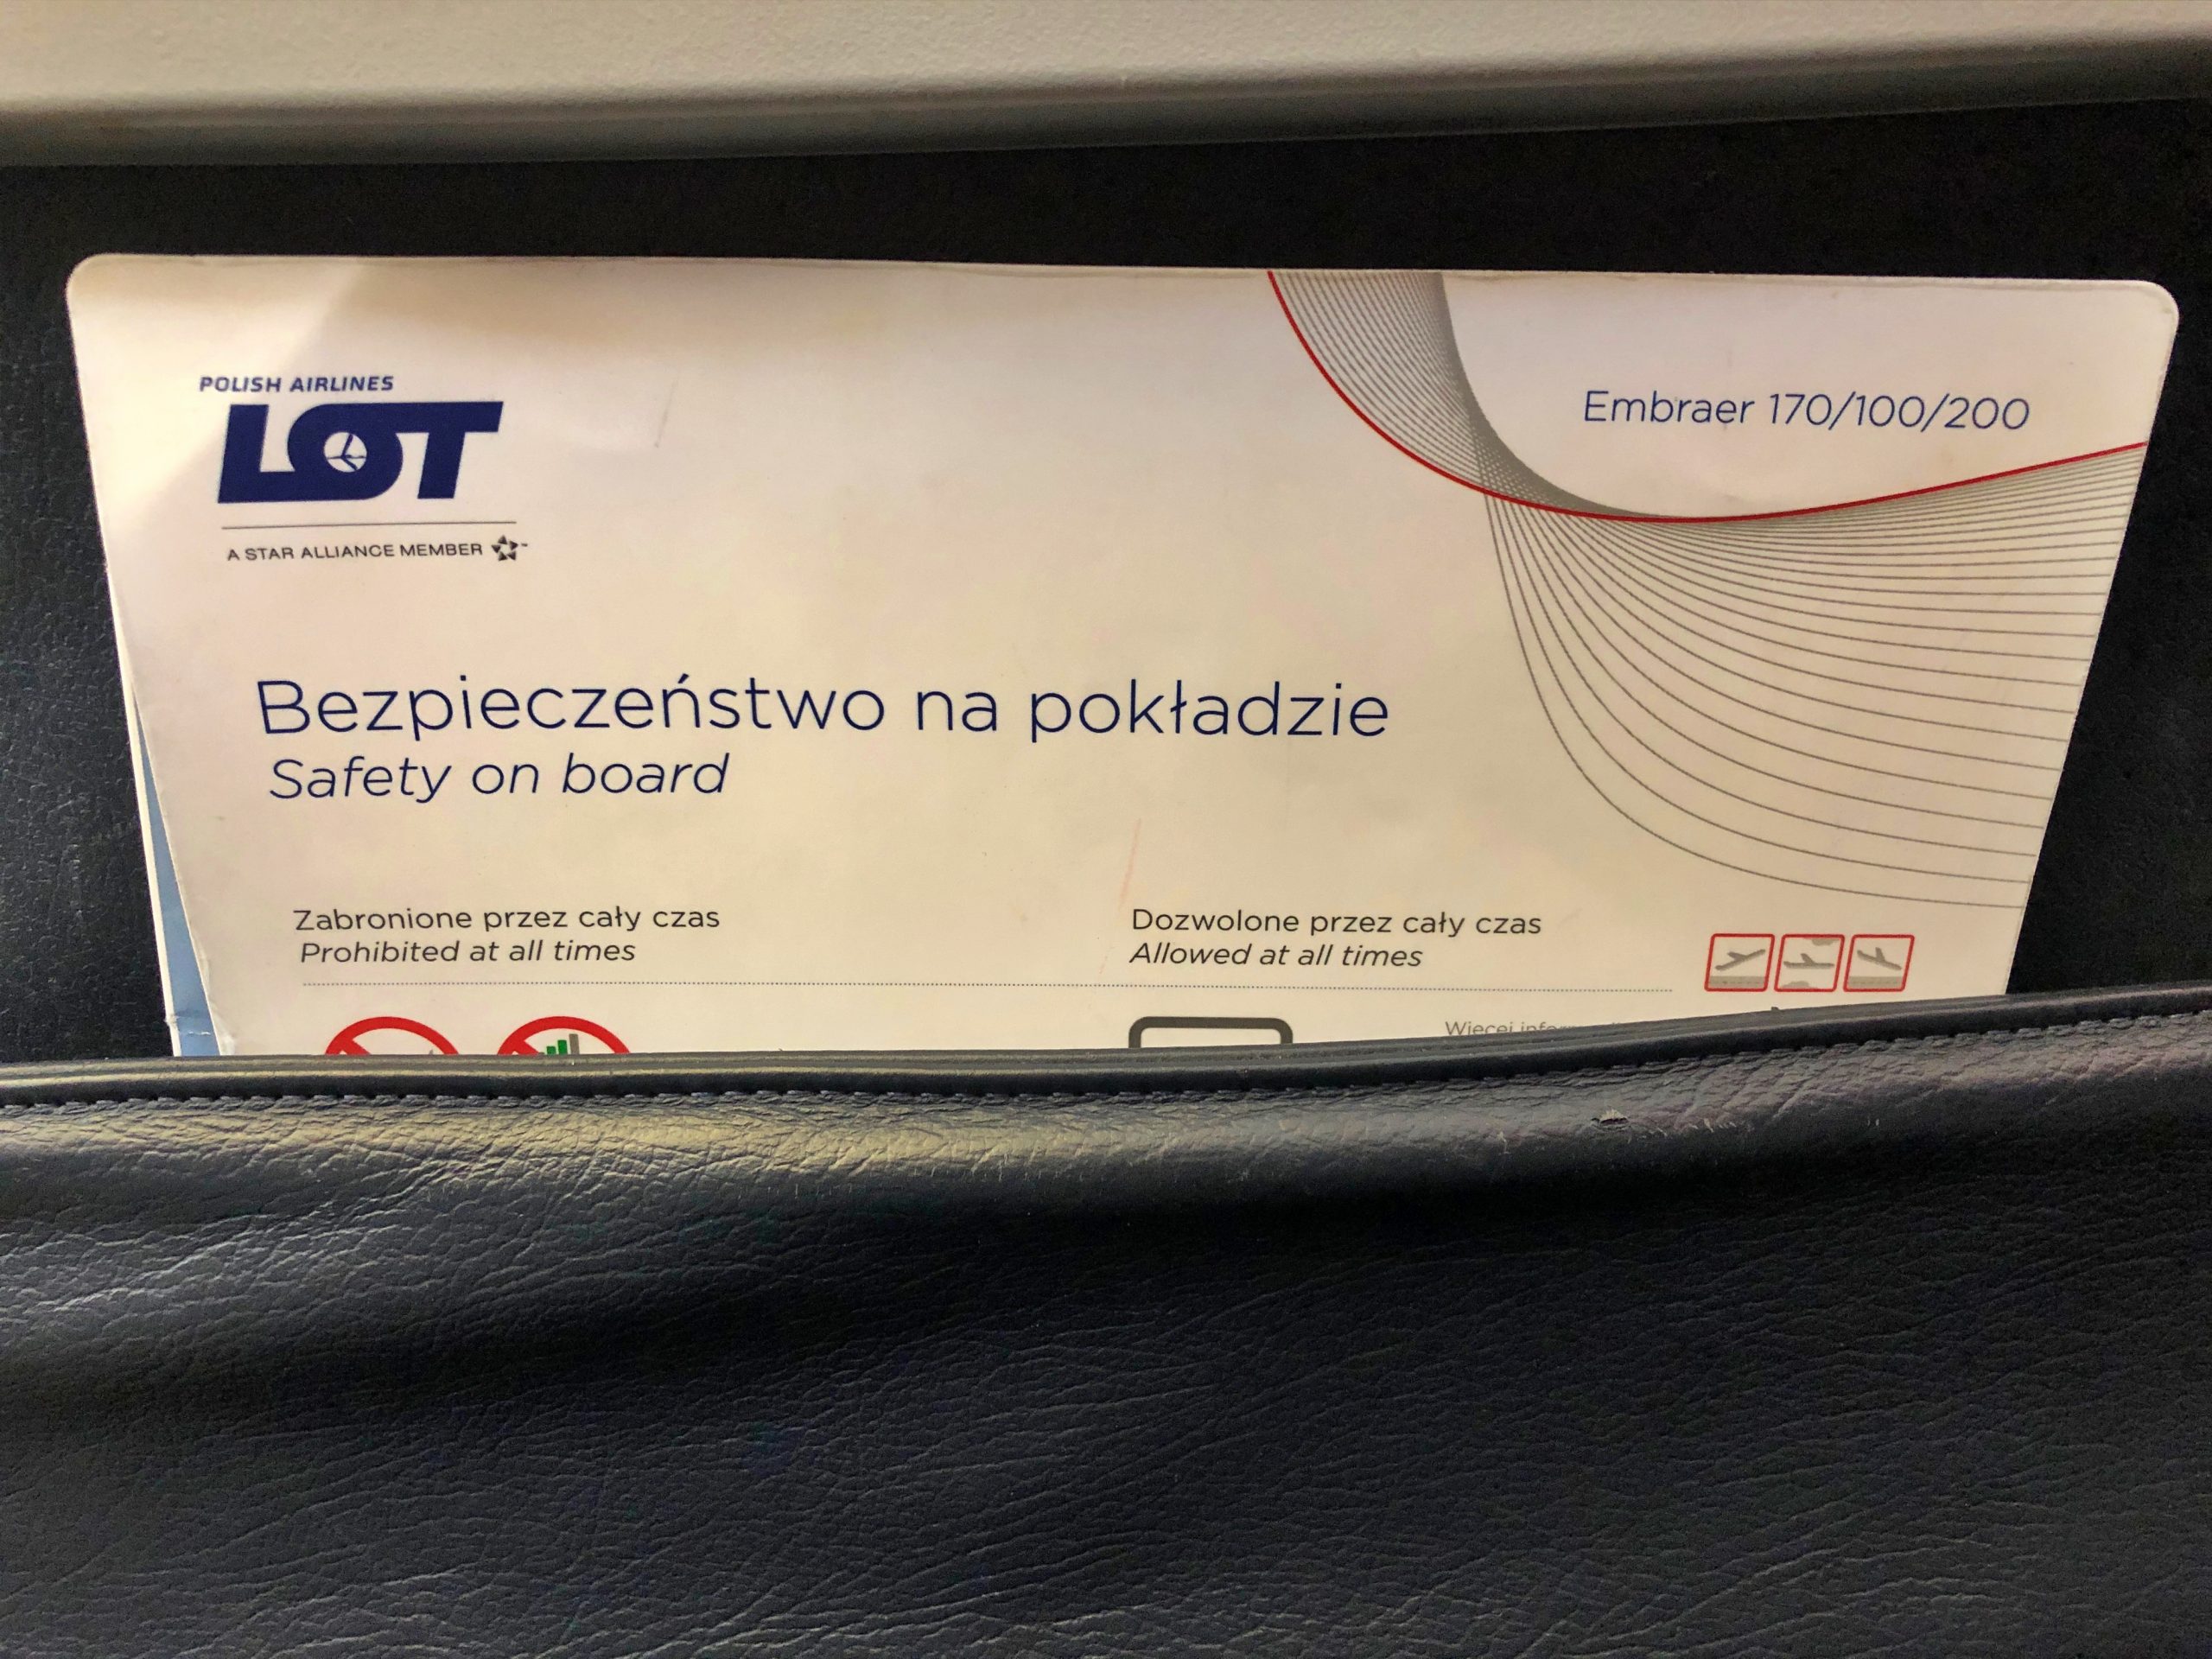 POLISH AIRLINES
LOT
A STAR ALLIANCE MEMBER
Embraer 170/100/200
Bezpieczeństwo na pokładzie
Safety on board
Zabronione przez cały czas
Prohibited at all times
Dozwolone przez cały czas
Allowed at all times
Więcej